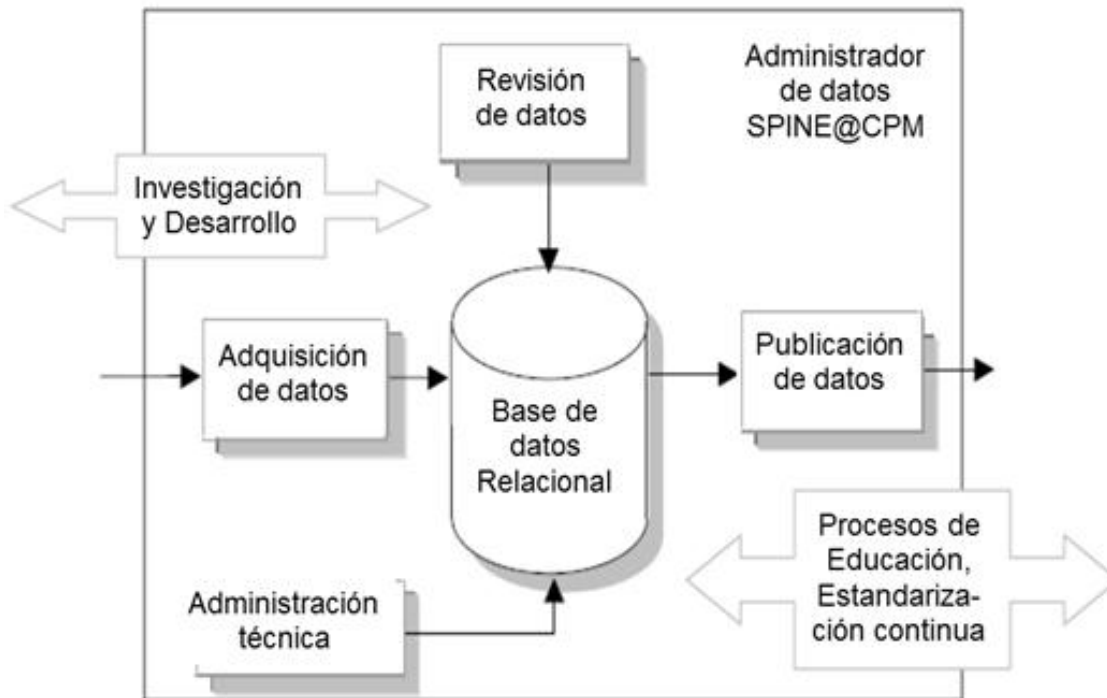 Revisión
de datos
Administrador
de datos
SPINE@CPM
Investigación
y Desarrollo
Adquisición
de datos
Base de
datos
Relacional
Publicación
de datos
Administración
técnica
Procesos de
Educación,
Estandariza-
ción continua